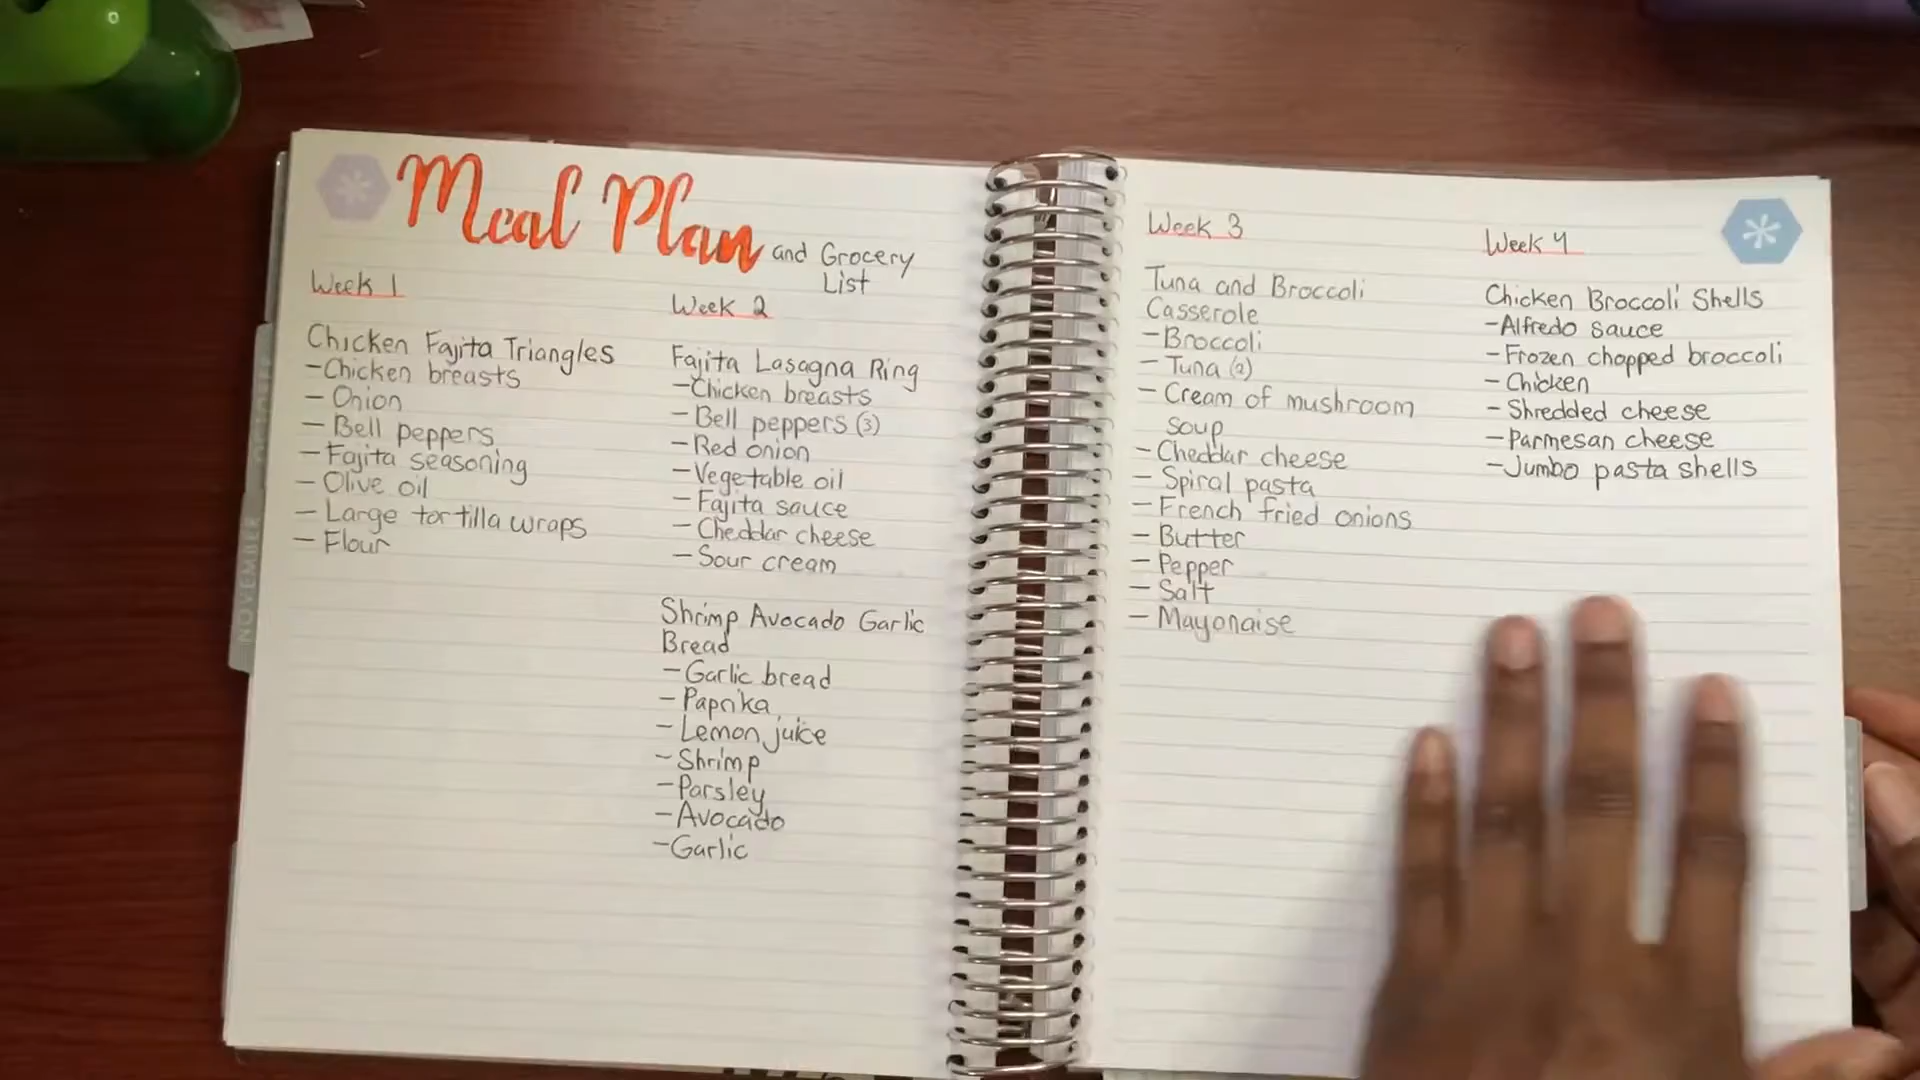 Meal Plan and Grocery
List
Week 1
Chicken Fajita Triangles
- Chicken breasts
- Onion
- Bell peppers
- Fajita seasoning
- Olive oil
- Large tortilla wraps
- Flour
Week 2
Fajita Lasagna Ring
- Chicken breasts
- Bell peppers (3)
- Red onion
- Vegetable oil
- Fajita sauce
- Cheddar cheese
- Sour cream
Shrimp Avocado Garlic
Bread
- Garlic bread
- Paprika
- Lemon juice
- Shrimp
- Parsley
- Avocado
- Garlic
Week 3
Tuna and Broccoli
Casserole
- Broccoli
- Tuna (2)
- Cream of mushroom
soup
- Cheddar cheese
- Spiral pasta
- French fried onions
- Butter
- Pepper
- Salt
- Mayonaise
Week 4
Chicken Broccoli Shells
- Alfredo sauce
- Frozen chopped broccoli
- Chicken
- Shredded cheese
- Parmesan cheese
- Jumbo pasta shells
NOVEMBER